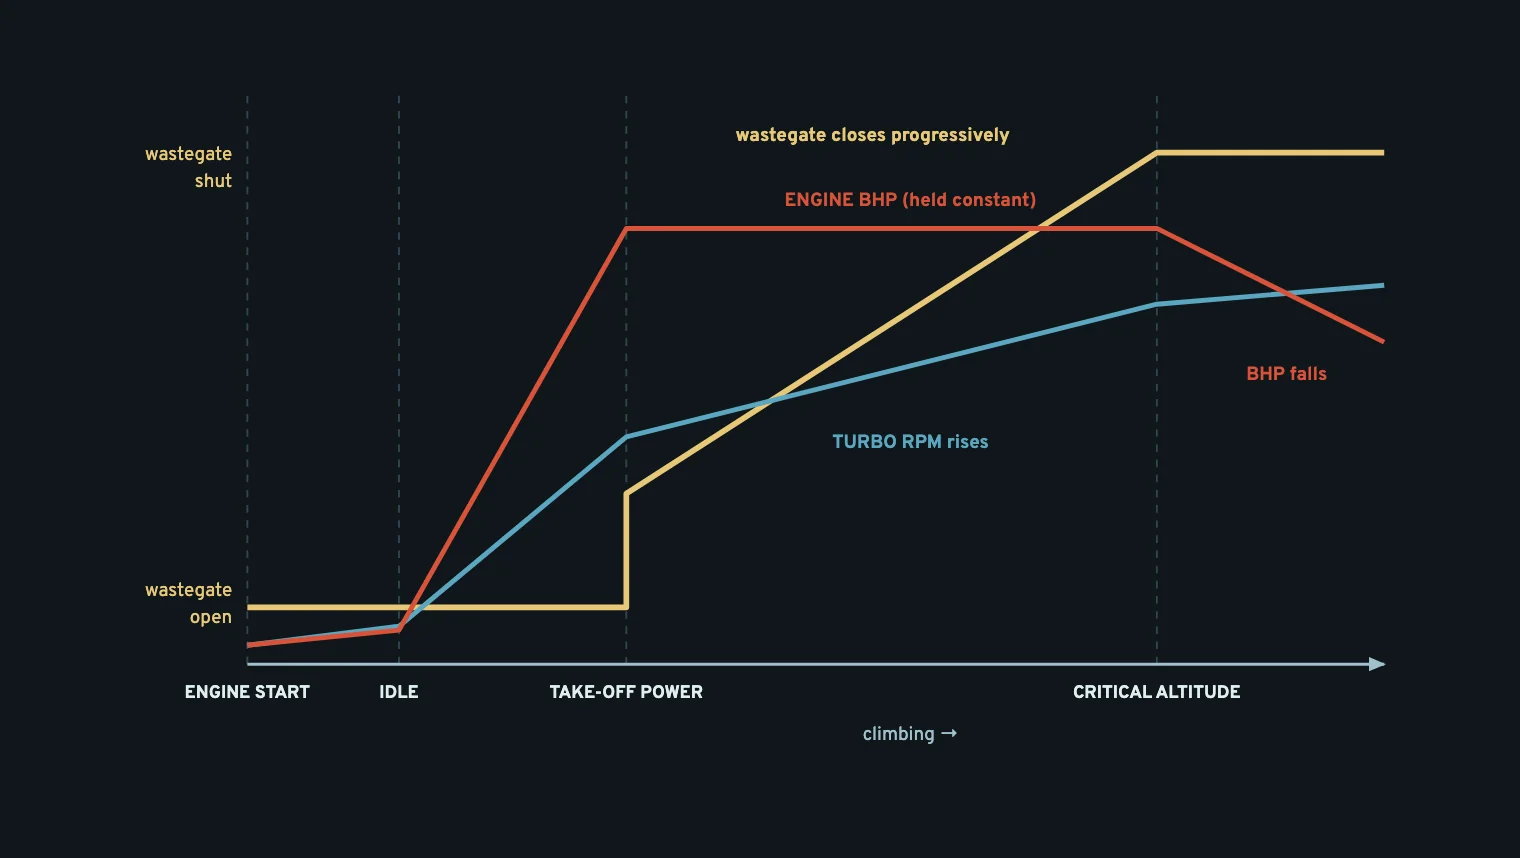 wastegate closes progressively
wastegate
shut
ENGINE BHP (held constant)
BHP falls
TURBO RPM rises
wastegate
open
ENGINE START
IDLE
TAKE-OFF POWER
CRITICAL ALTITUDE
climbing →